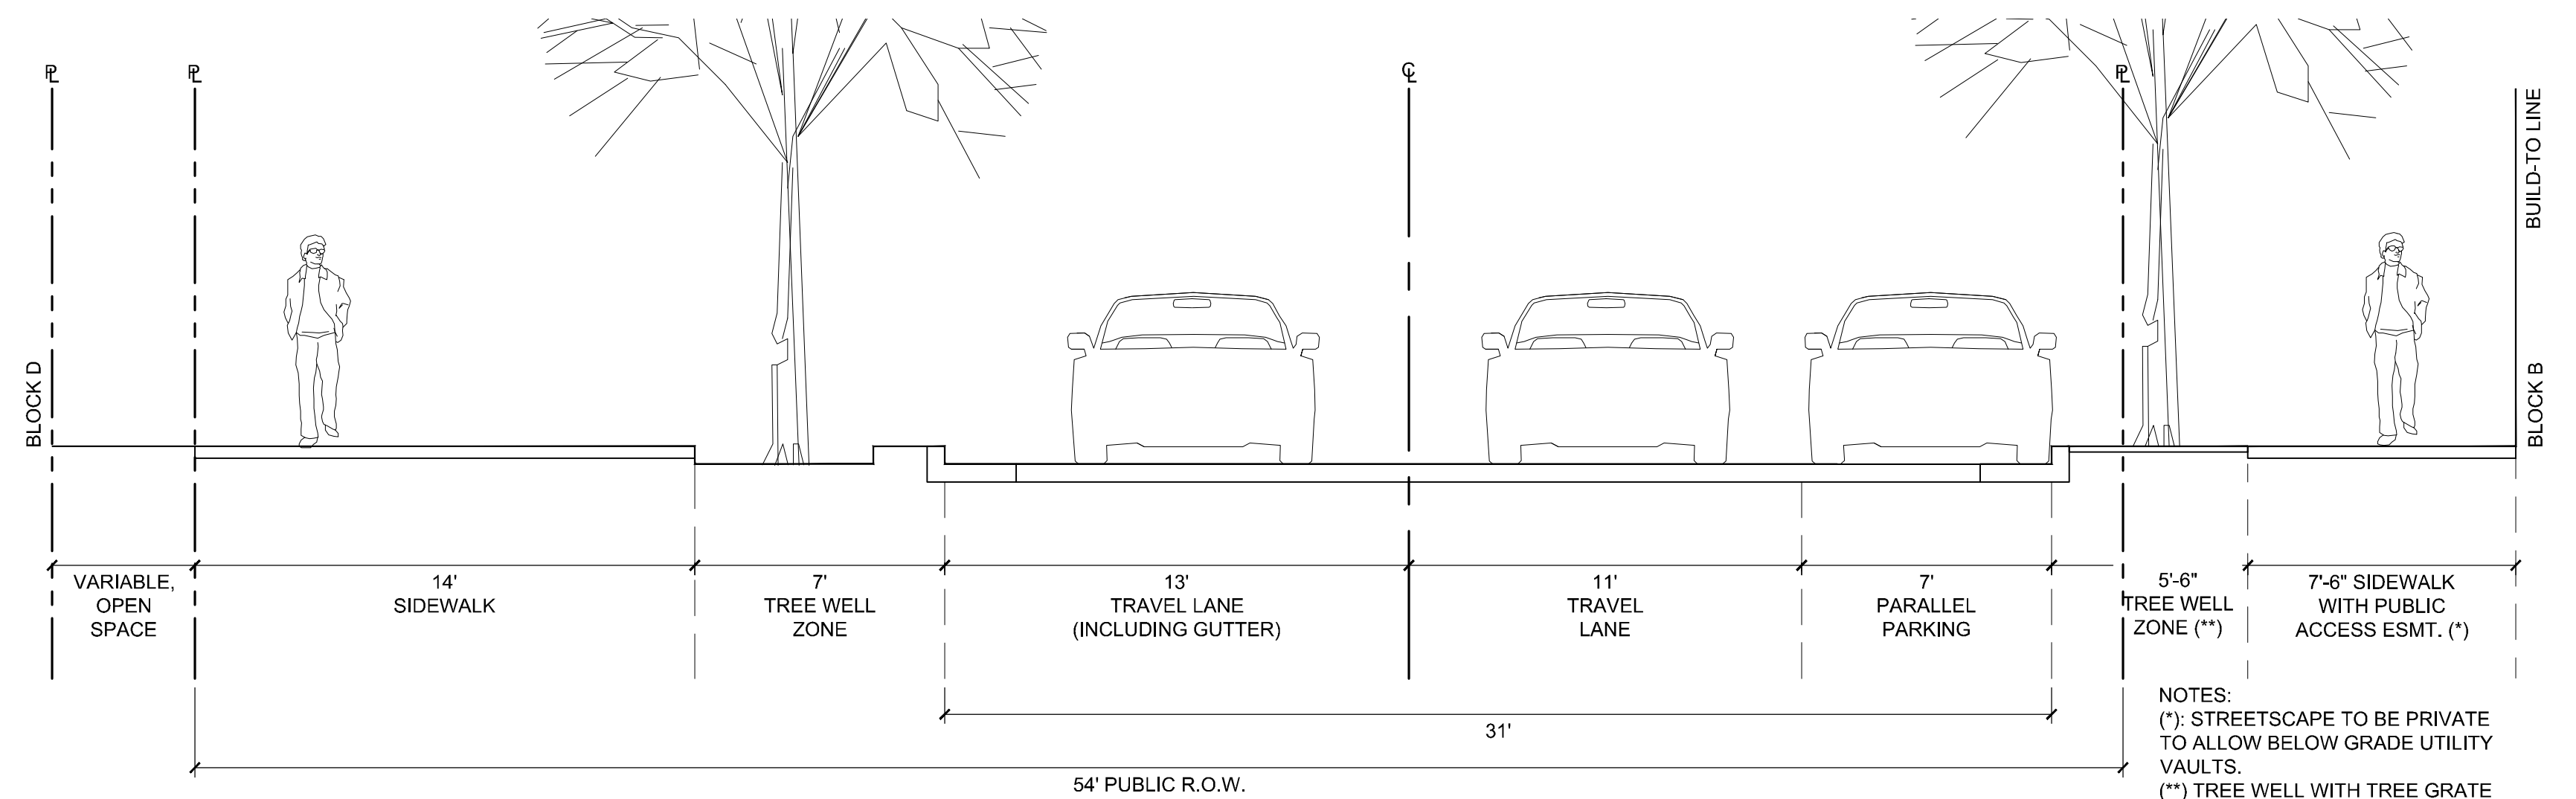 ℄
PL
PL
PL
BUILD-TO LINE
BLOCK D
BLOCK B
VARIABLE,
OPEN
SPACE
14'
SIDEWALK
7'
TREE WELL
ZONE
13'
TRAVEL LANE
(INCLUDING GUTTER)
11'
TRAVEL
LANE
7'
PARALLEL
PARKING
5'-6"
TREE WELL
ZONE (**)
7'-6" SIDEWALK
WITH PUBLIC
ACCESS ESMT. (*)
31'
54' PUBLIC R.O.W.
NOTES:
(*): STREETSCAPE TO BE PRIVATE
TO ALLOW BELOW GRADE UTILITY
VAULTS.
(**) TREE WELL WITH TREE GRATE